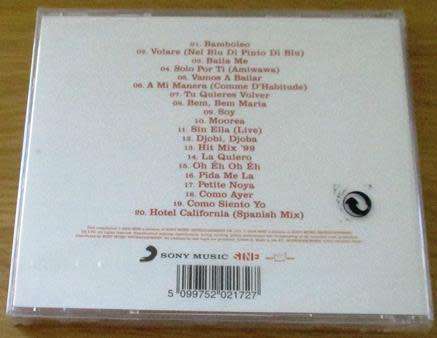 01. Bamboleo
02. Volare (Nel Blu Di Pinto Di Blu)
03. Baila Me
04. Solo Por Ti (Amiwawa)
05. Vamos A Bailar
06. A Mi Manera (Comme D'Habitude)
07. Tu Quieres Volver
08. Bem, Bem Maria
09. Soy
10. Moorea
11. Sin Ella (Live)
12. Djobi, Djoba
13. Hit Mix '99
14. La Quiero
15. Oh Éh Oh Éh
16. Pida Me La
17. Petite Noya
18. Como Ayer
19. Como Siento Yo
20. Hotel California (Spanish Mix)
SONY MUSIC
5 099752 021727